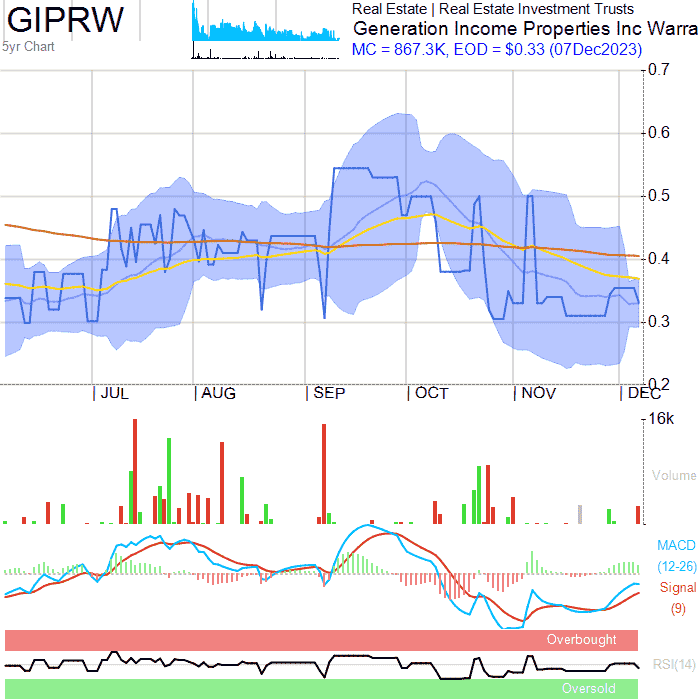 GIPRW
5yr Chart
Real Estate | Real Estate Investment Trusts
Generation Income Properties Inc Warra
MC = 867.3K, EOD = $0.33 (07Dec2023)
0.7
0.6
0.5
0.4
0.3
0.2
JUL AUG SEP OCT NOV DEC
16k
Volume
MACD
(12-26)
Signal
(9)
Overbought
RSI(14)
Oversold